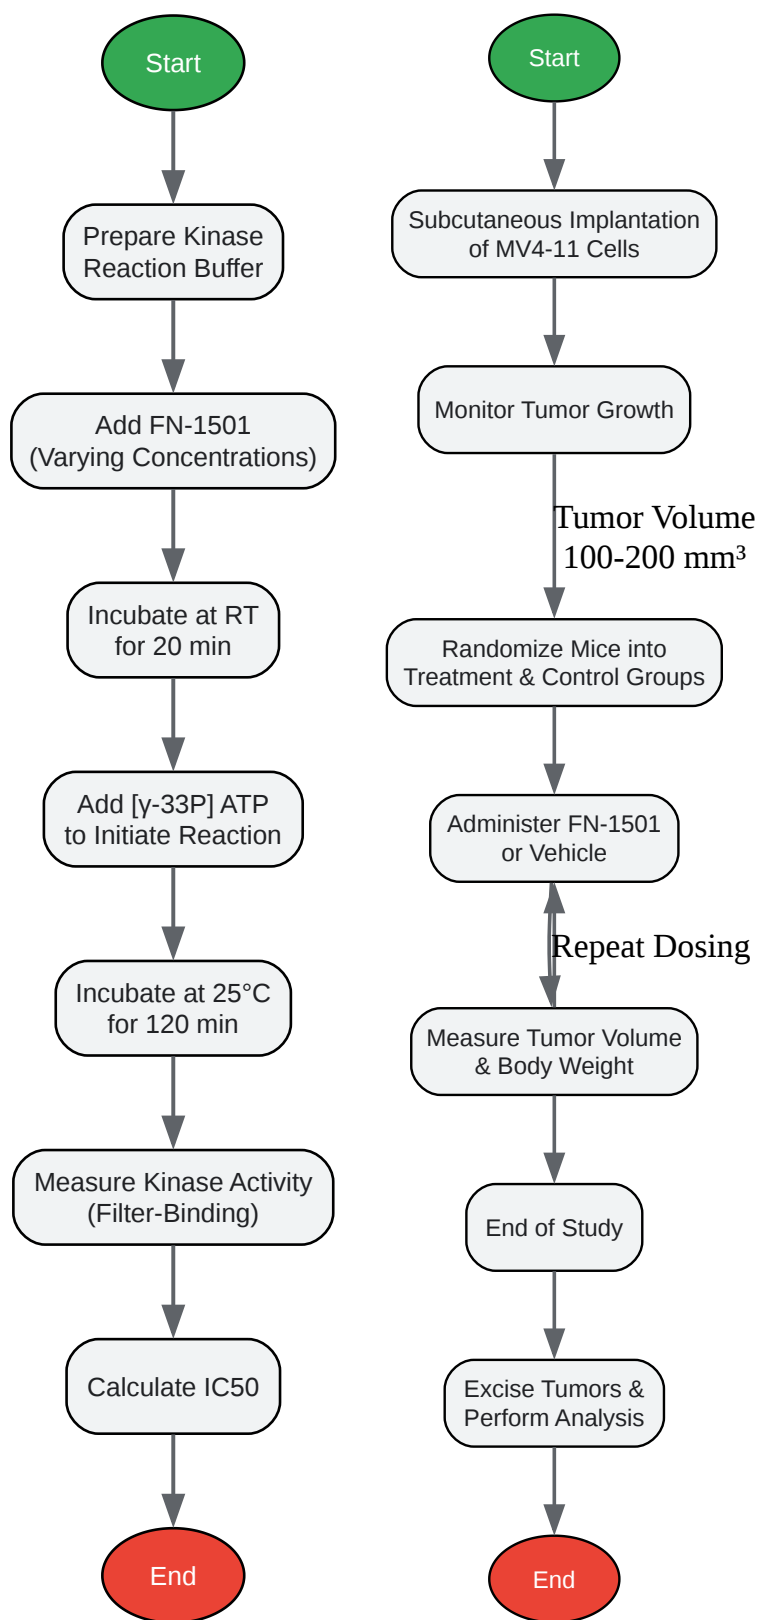 Start
Prepare Kinase
Reaction Buffer
Add FN-1501
(Varying Concentrations)
Incubate at RT
for 20 min
Add [γ-33P] ATP
to Initiate Reaction
Incubate at 25°C
for 120 min
Measure Kinase Activity
(Filter-Binding)
Calculate IC50
End
Start
Subcutaneous Implantation
of MV4-11 Cells
Monitor Tumor Growth
Tumor Volume
100-200 mm³
Randomize Mice into
Treatment & Control Groups
Administer FN-1501
or Vehicle
Repeat Dosing
Measure Tumor Volume
& Body Weight
End of Study
Excise Tumors &
Perform Analysis
End